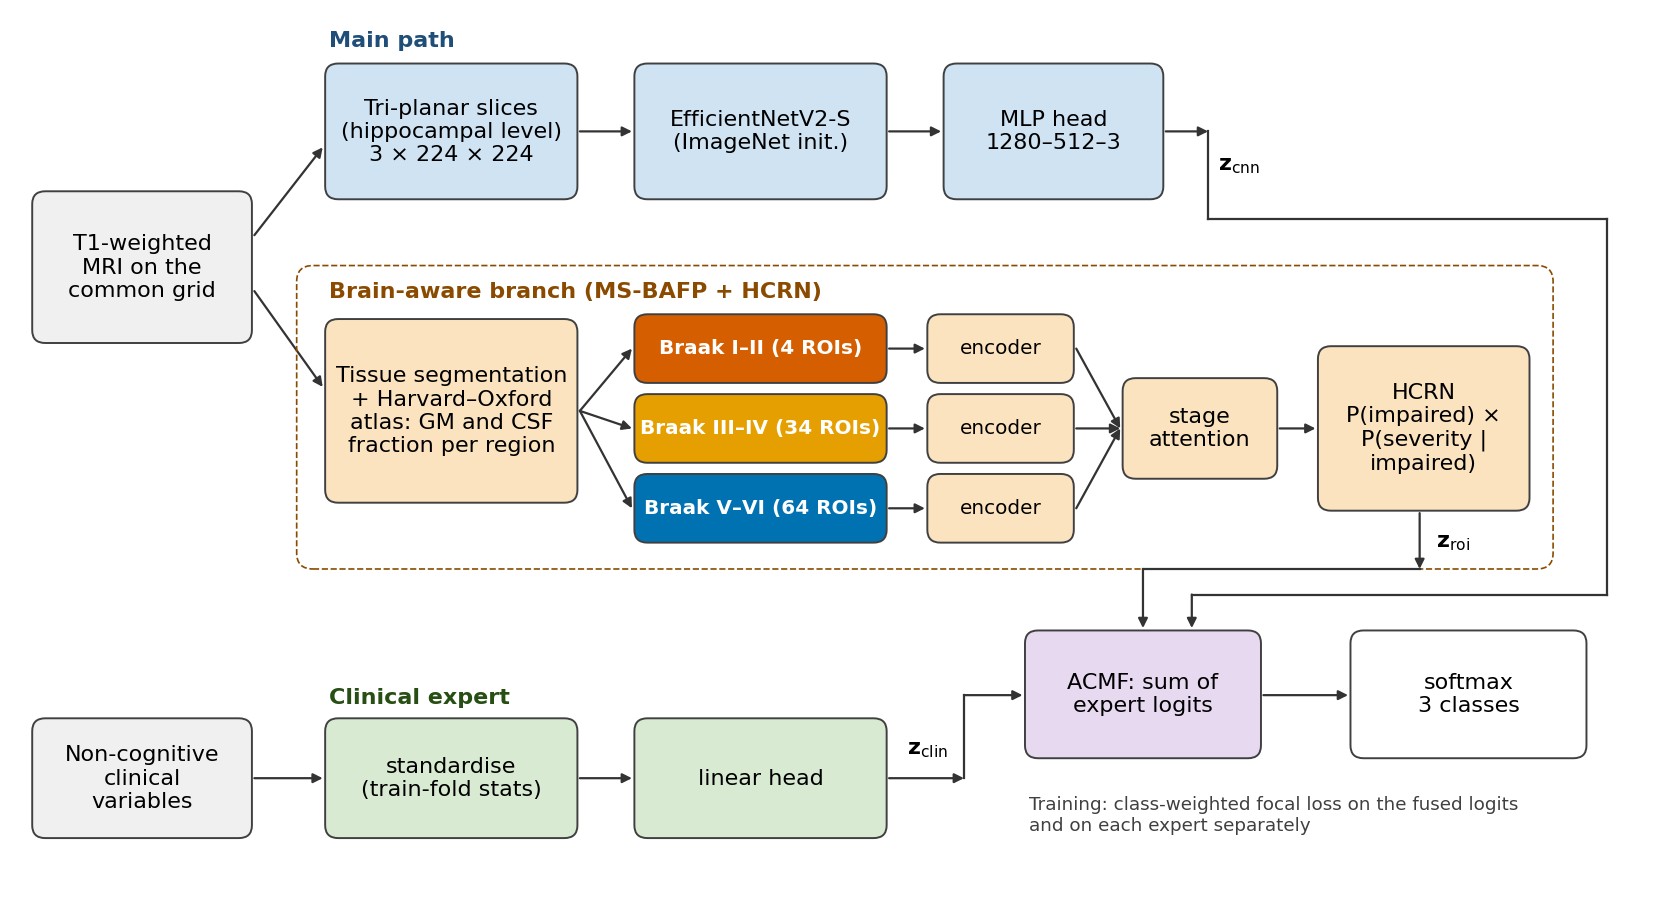 Main path
Tri-planar slices
(hippocampal level)
3 × 224 × 224
EfficientNetV2-S
(ImageNet init.)
MLP head
1280–512–3
z_cnn
T1-weighted
MRI on the
common grid
Brain-aware branch (MS-BAFP + HCRN)
Tissue segmentation
+ Harvard–Oxford
atlas: GM and CSF
fraction per region
Braak I–II (4 ROIs)
encoder
Braak III–IV (34 ROIs)
encoder
Braak V–VI (64 ROIs)
encoder
stage
attention
HCRN
P(impaired) ×
P(severity |
impaired)
z_roi
Clinical expert
Non-cognitive
clinical
variables
standardise
(train-fold stats)
linear head
z_clin
ACMF: sum of
expert logits
softmax
3 classes
Training: class-weighted focal loss on the fused logits
and on each expert separately